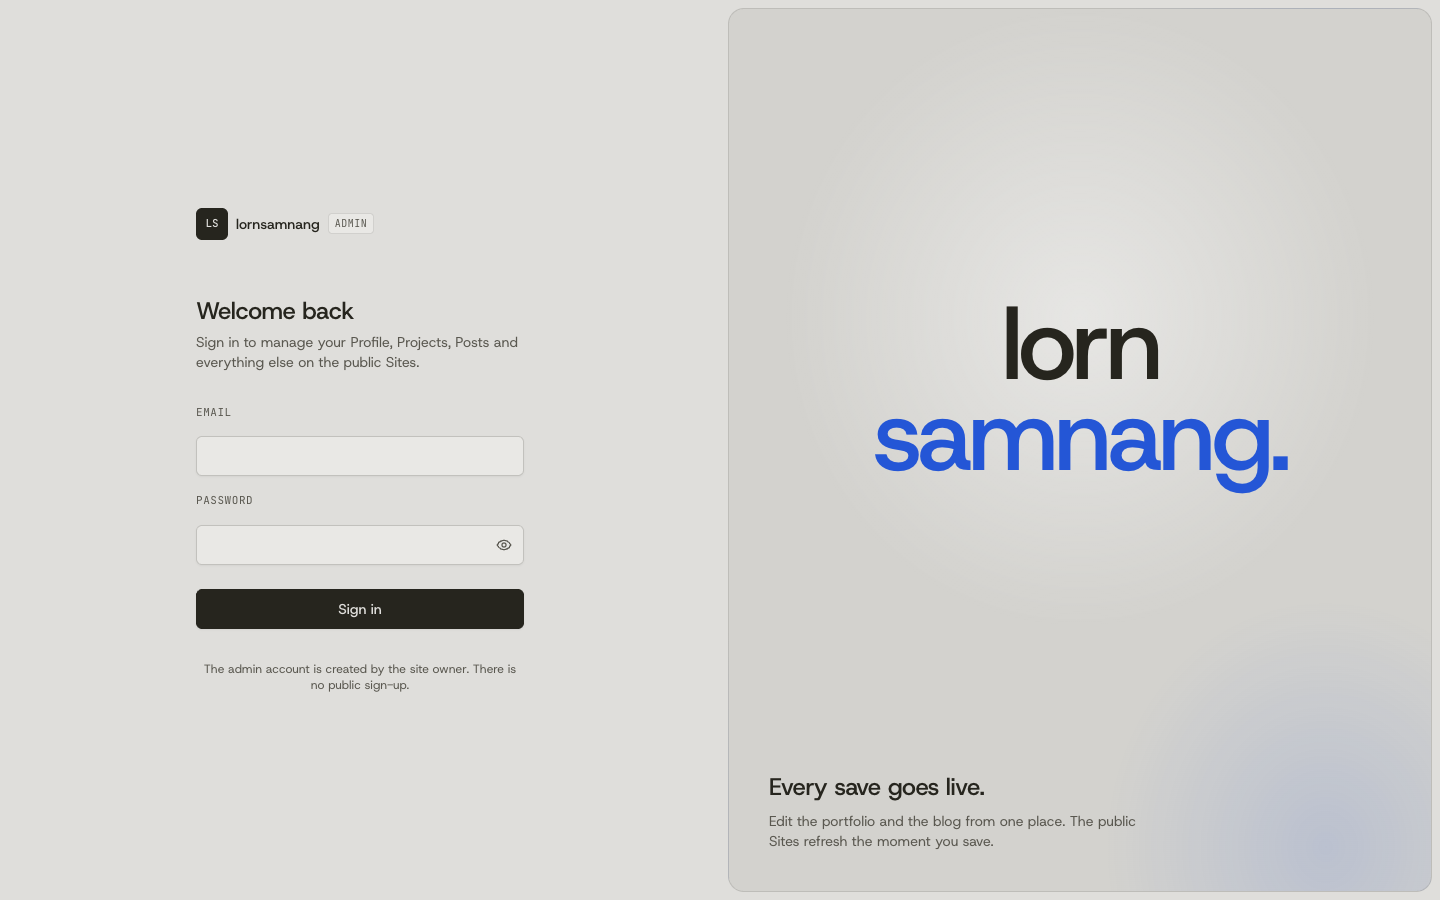 LS lornsamnang ADMIN
Welcome back
Sign in to manage your Profile, Projects, Posts and
everything else on the public Sites.
EMAIL
PASSWORD
Sign in
The admin account is created by the site owner. There is
no public sign-up.
lorn
samnang.
Every save goes live.
Edit the portfolio and the blog from one place. The public
Sites refresh the moment you save.